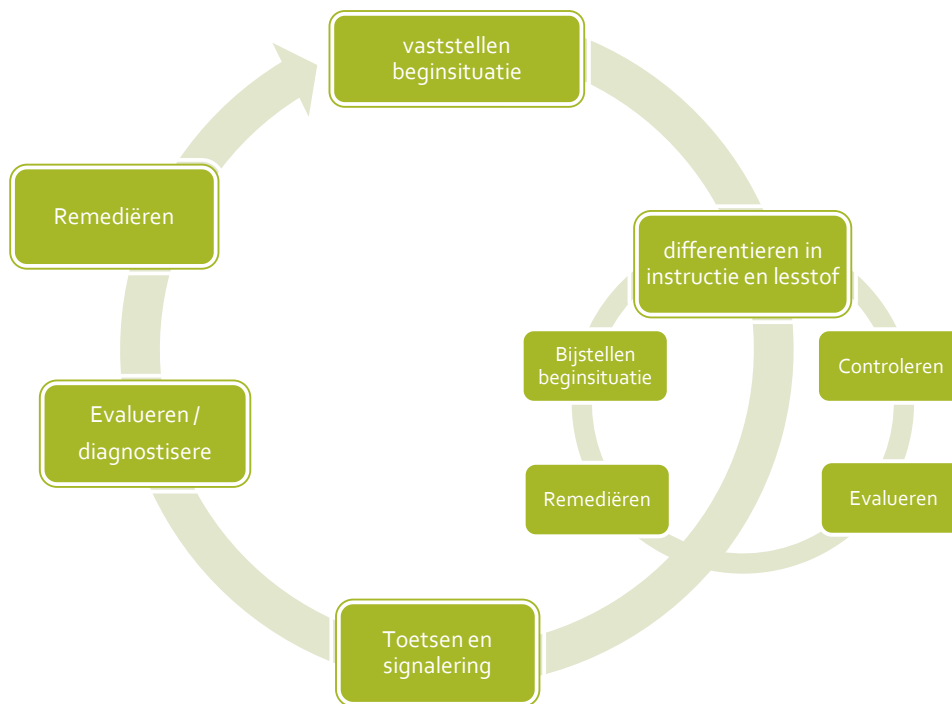 vaststellen
beginsituatie
differentieren in
instructie en lesstof
Controleren
Evalueren
Remediëren
Bijstellen
beginsituatie
Toetsen en
signalering
Evalueren /
diagnostisere
Remediëren